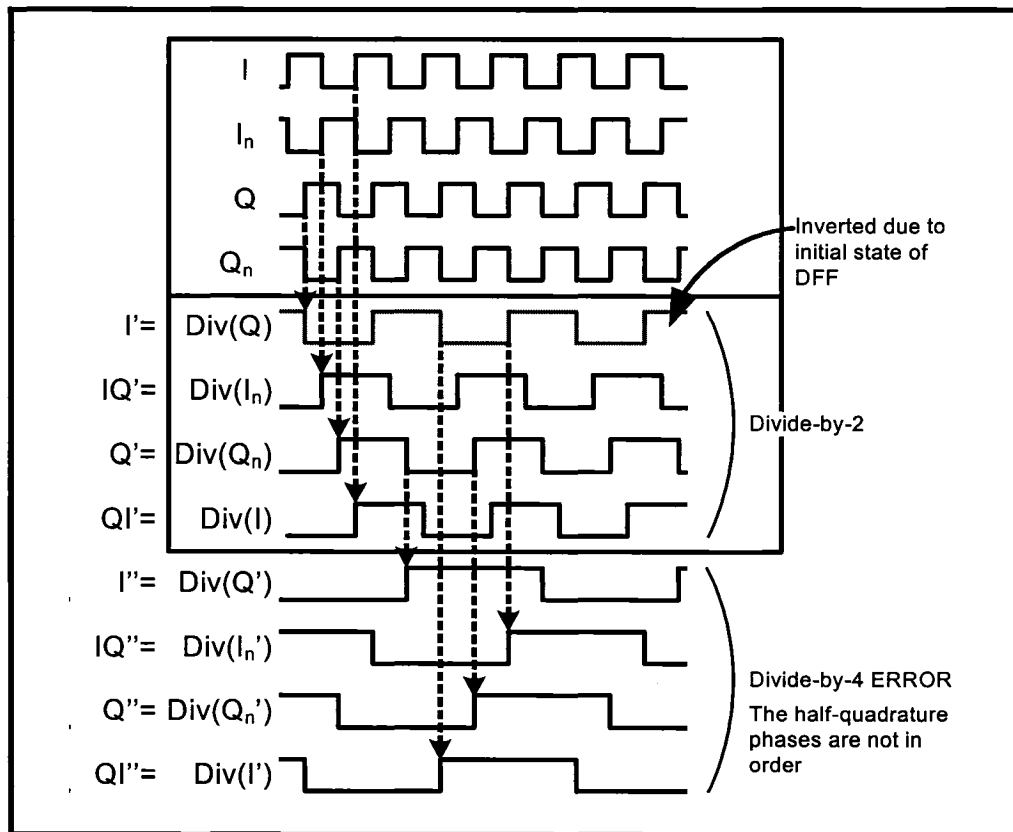 I
Iₙ
Q
Qₙ
Inverted due to
initial state of
DFF
I'= Div(Q)
IQ'= Div(Iₙ)
Q'= Div(Qₙ)
QI'= Div(I)
Divide-by-2
I''= Div(Q')
IQ''= Div(Iₙ')
Q''= Div(Qₙ')
QI''= Div(I')
Divide-by-4 ERROR
The half-quadrature
phases are not in
order